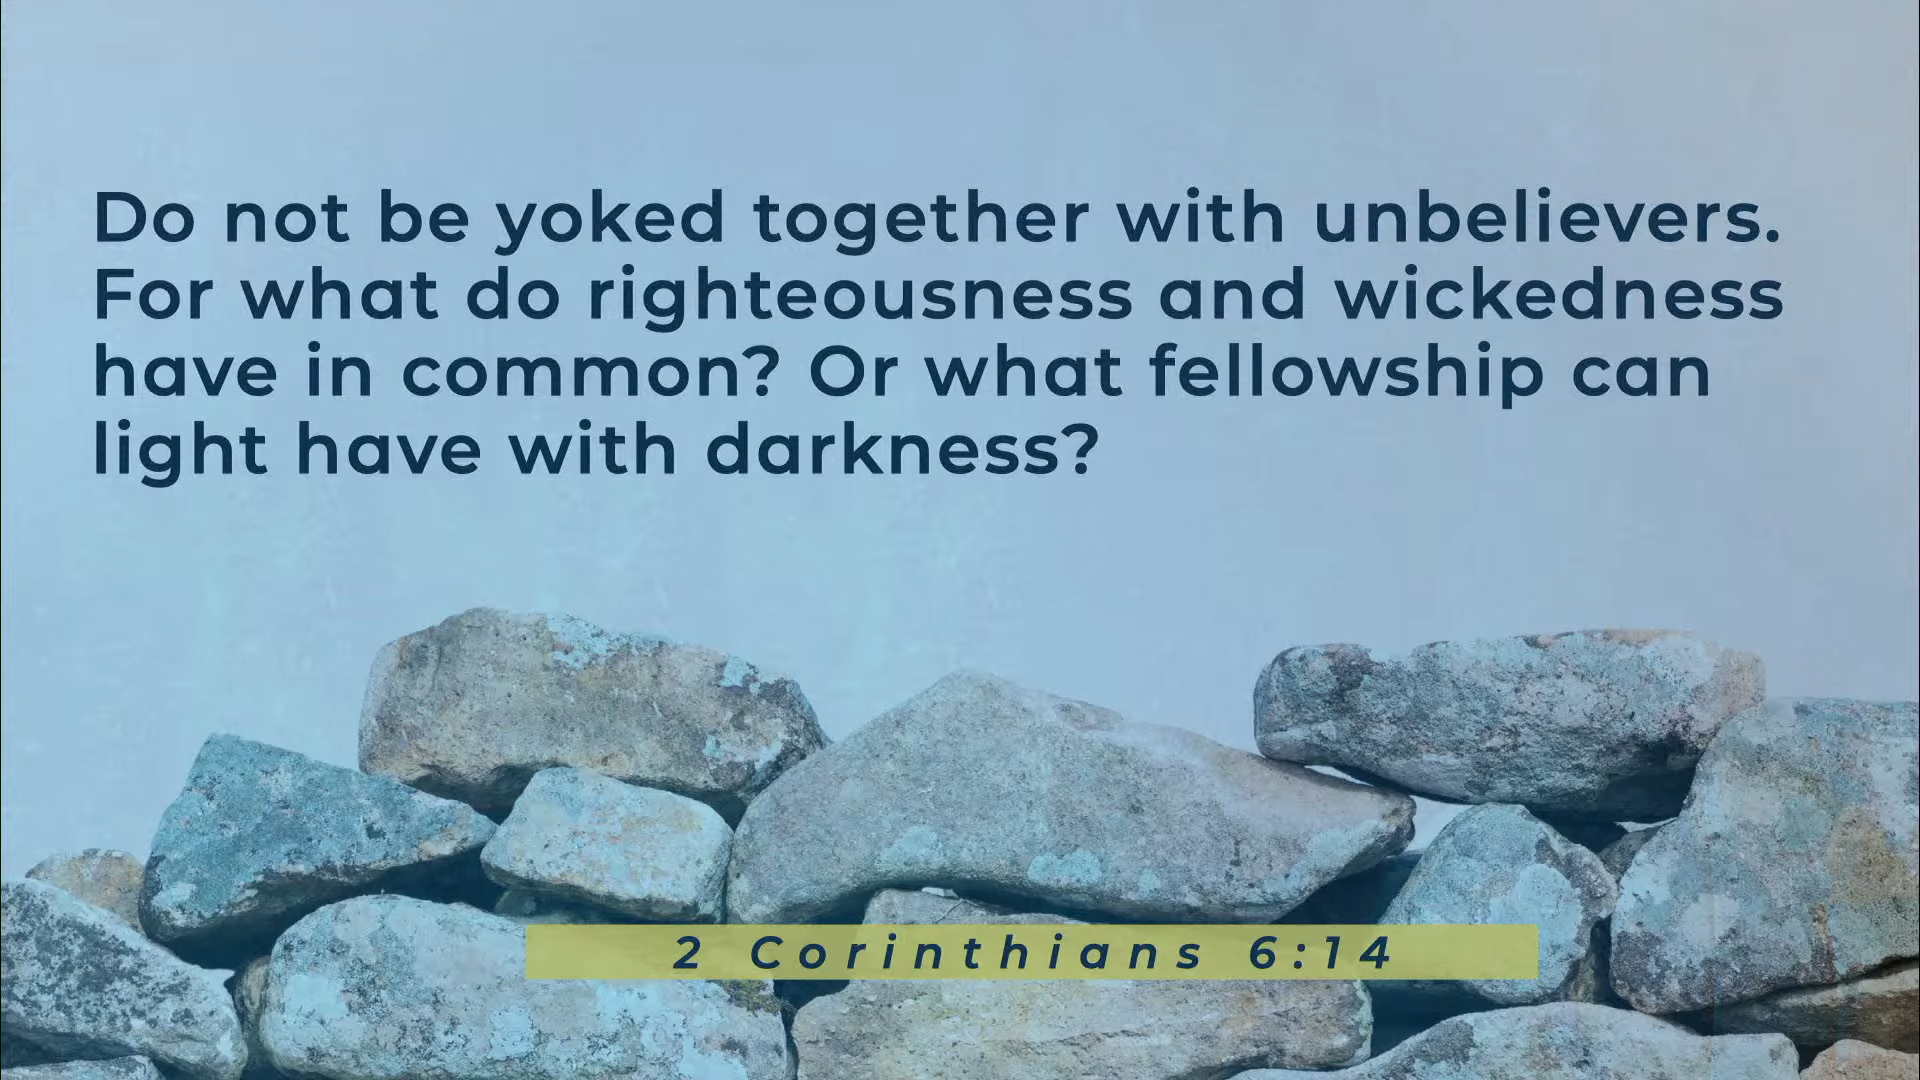 Do not be yoked together with unbelievers.
For what do righteousness and wickedness
have in common? Or what fellowship can
light have with darkness?
2 Corinthians 6:14